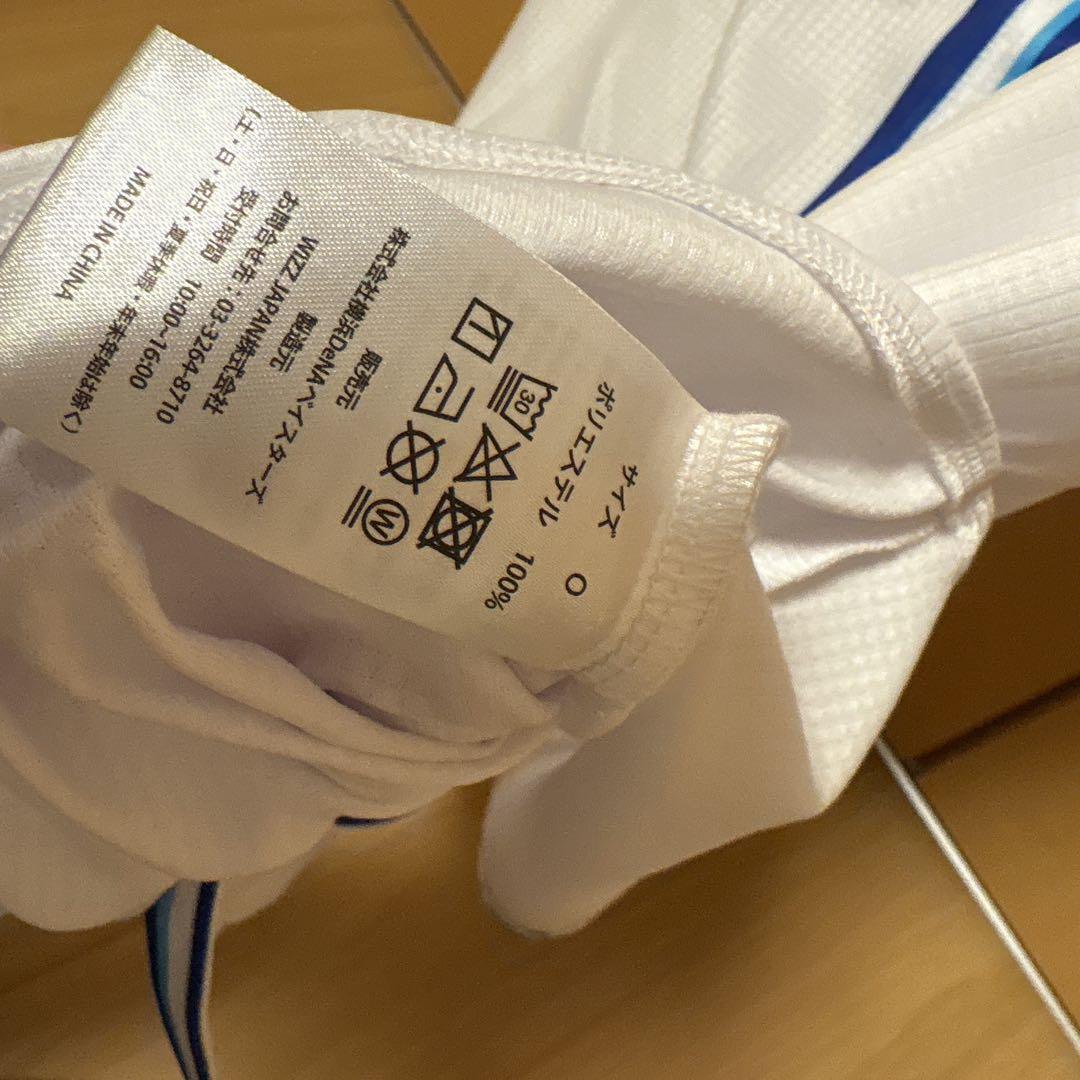 サイズ O
ポリエステル 100%
30
W
販売元
株式会社横浜DeNAベイスターズ
製造元
WIZZ JAPAN株式会社
お問合せ先：03-3264-8710
受付時間 10:00~16:00
(土・日・祝日・夏季休暇・年末年始は除く)
MADE IN CHINA